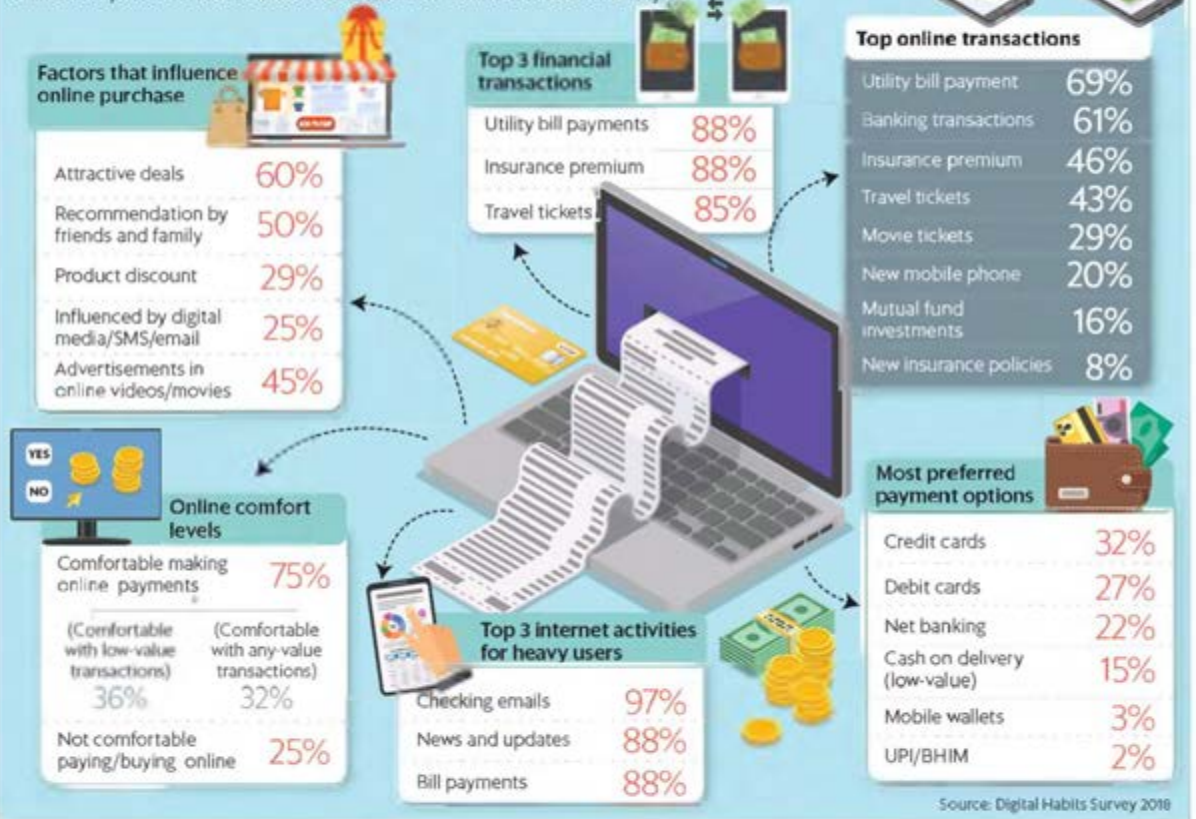 Factors that influence
online purchase
Attractive deals 60%
Recommendation by
friends and family 50%
Product discount 29%
Influenced by digital
media/SMS/email 25%
Advertisements in
online videos/movies 45%
Top 3 financial
transactions
Utility bill payments 88%
Insurance premium 88%
Travel tickets 85%
Top online transactions
Utility bill payment 69%
Banking transactions 61%
Insurance premium 46%
Travel tickets 43%
Movie tickets 29%
New mobile phone 20%
Mutual fund
investments 16%
New insurance policies 8%
YES
NO
Online comfort
levels
Comfortable making
online payments 75%
(Comfortable
with low-value
transactions)
36%
(Comfortable
with any-value
transactions)
32%
Not comfortable
paying/buying online 25%
Top 3 internet activities
for heavy users
Checking emails 97%
News and updates 88%
Bill payments 88%
Most preferred
payment options
Credit cards 32%
Debit cards 27%
Net banking 22%
Cash on delivery
(low-value) 15%
Mobile wallets 3%
UPI/BHIM 2%
Source: Digital Habits Survey 2018